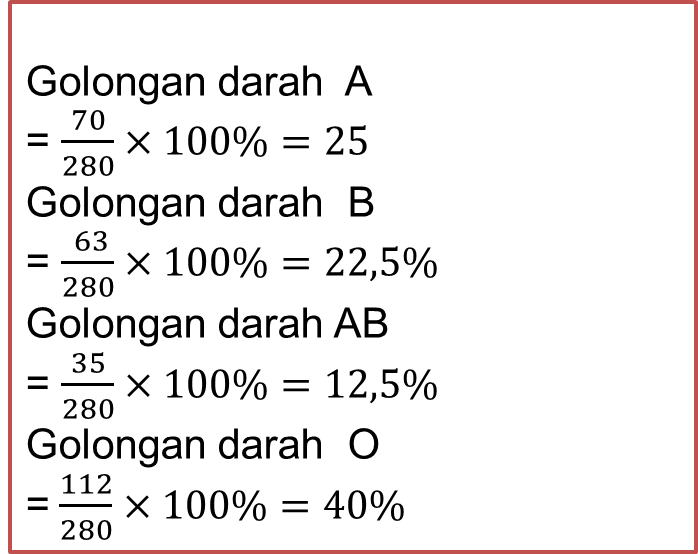 Golongan darah  A
= 70/280 × 100% = 25
Golongan darah  B
= 63/280 × 100% = 22,5%
Golongan darah AB
= 35/280 × 100% = 12,5%
Golongan darah  O
= 112/280 × 100% = 40%